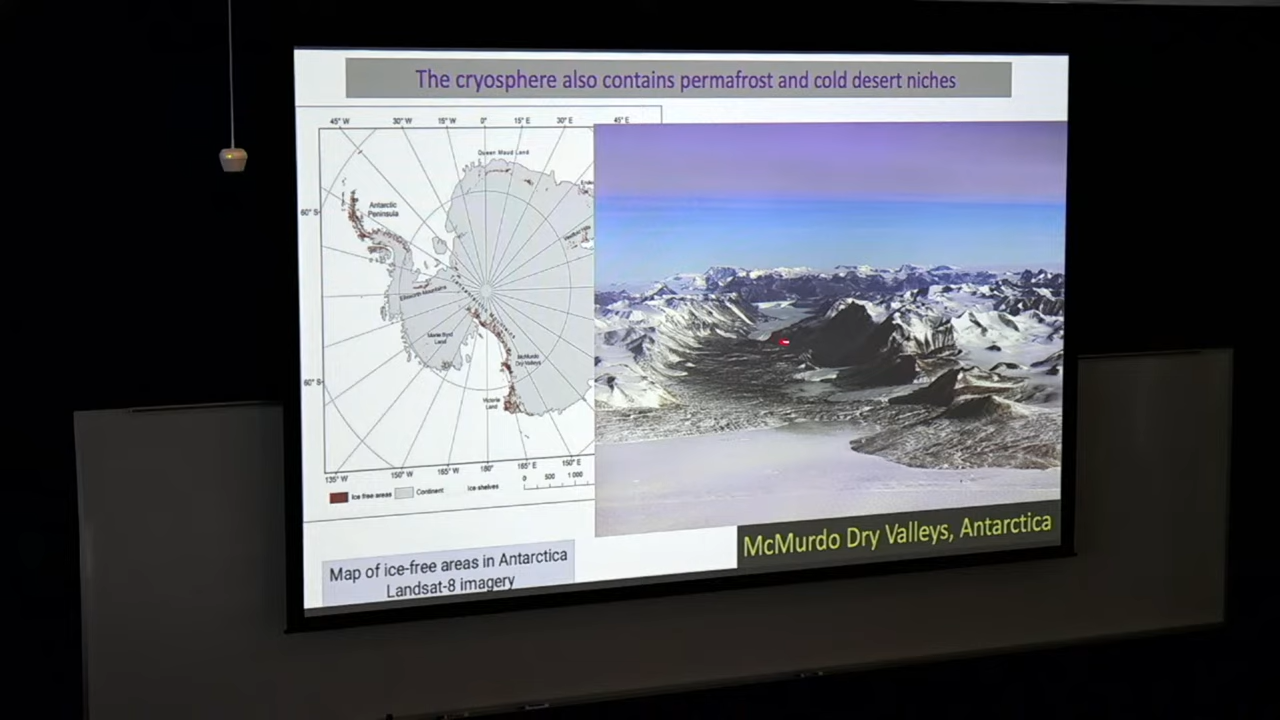 The cryosphere also contains permafrost and cold desert niches
45° W 30° W 15° W 0° 15° E 30° E 45° E
Queen Maud Land
60° S
Antarctic
Peninsula
Ellsworth Mountains
Marie Byrd
Land
McMurdo
Dry Valleys
Victoria
Land
60° S
135° W 150° W 165° W 180° 165° E 150° E
0 500 1 000
Ice free areas Continent Ice shelves
McMurdo Dry Valleys, Antarctica
Map of ice-free areas in Antarctica
Landsat-8 imagery